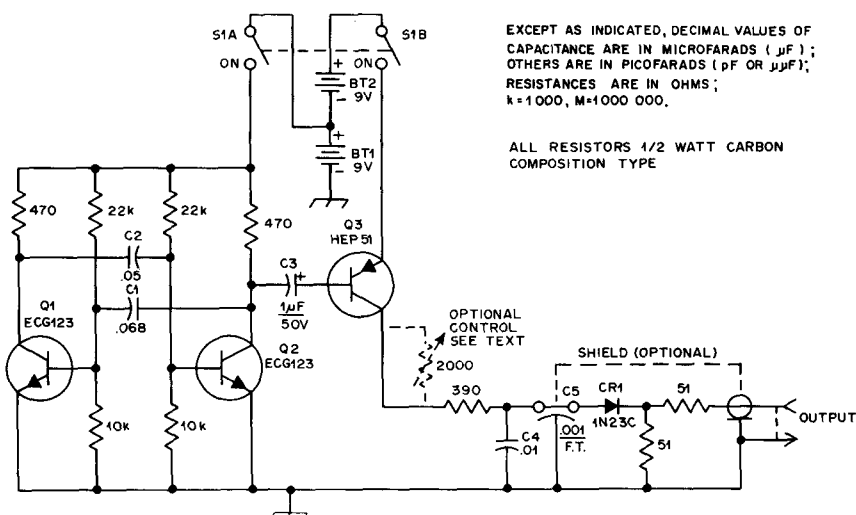 S1A
S1B
ON
ON
+
BT2
9V
-
+
BT1
9V
-
EXCEPT AS INDICATED, DECIMAL VALUES OF
CAPACITANCE ARE IN MICROFARADS ( µF ) ;
OTHERS ARE IN PICOFARADS ( pF OR µµF);
RESISTANCES ARE IN OHMS ;
k=1000, M=1000 000.
ALL RESISTORS 1/2 WATT CARBON
COMPOSITION TYPE
470
22k
22k
470
C2
.05
C1
.068
C3
+
1µF
50V
Q3
HEP 51
Q1
ECG123
Q2
ECG123
10k
10k
OPTIONAL
CONTROL
SEE TEXT
2000
390
SHIELD (OPTIONAL)
C4
.01
C5
.001
F.T.
CR1
1N23C
51
51
OUTPUT